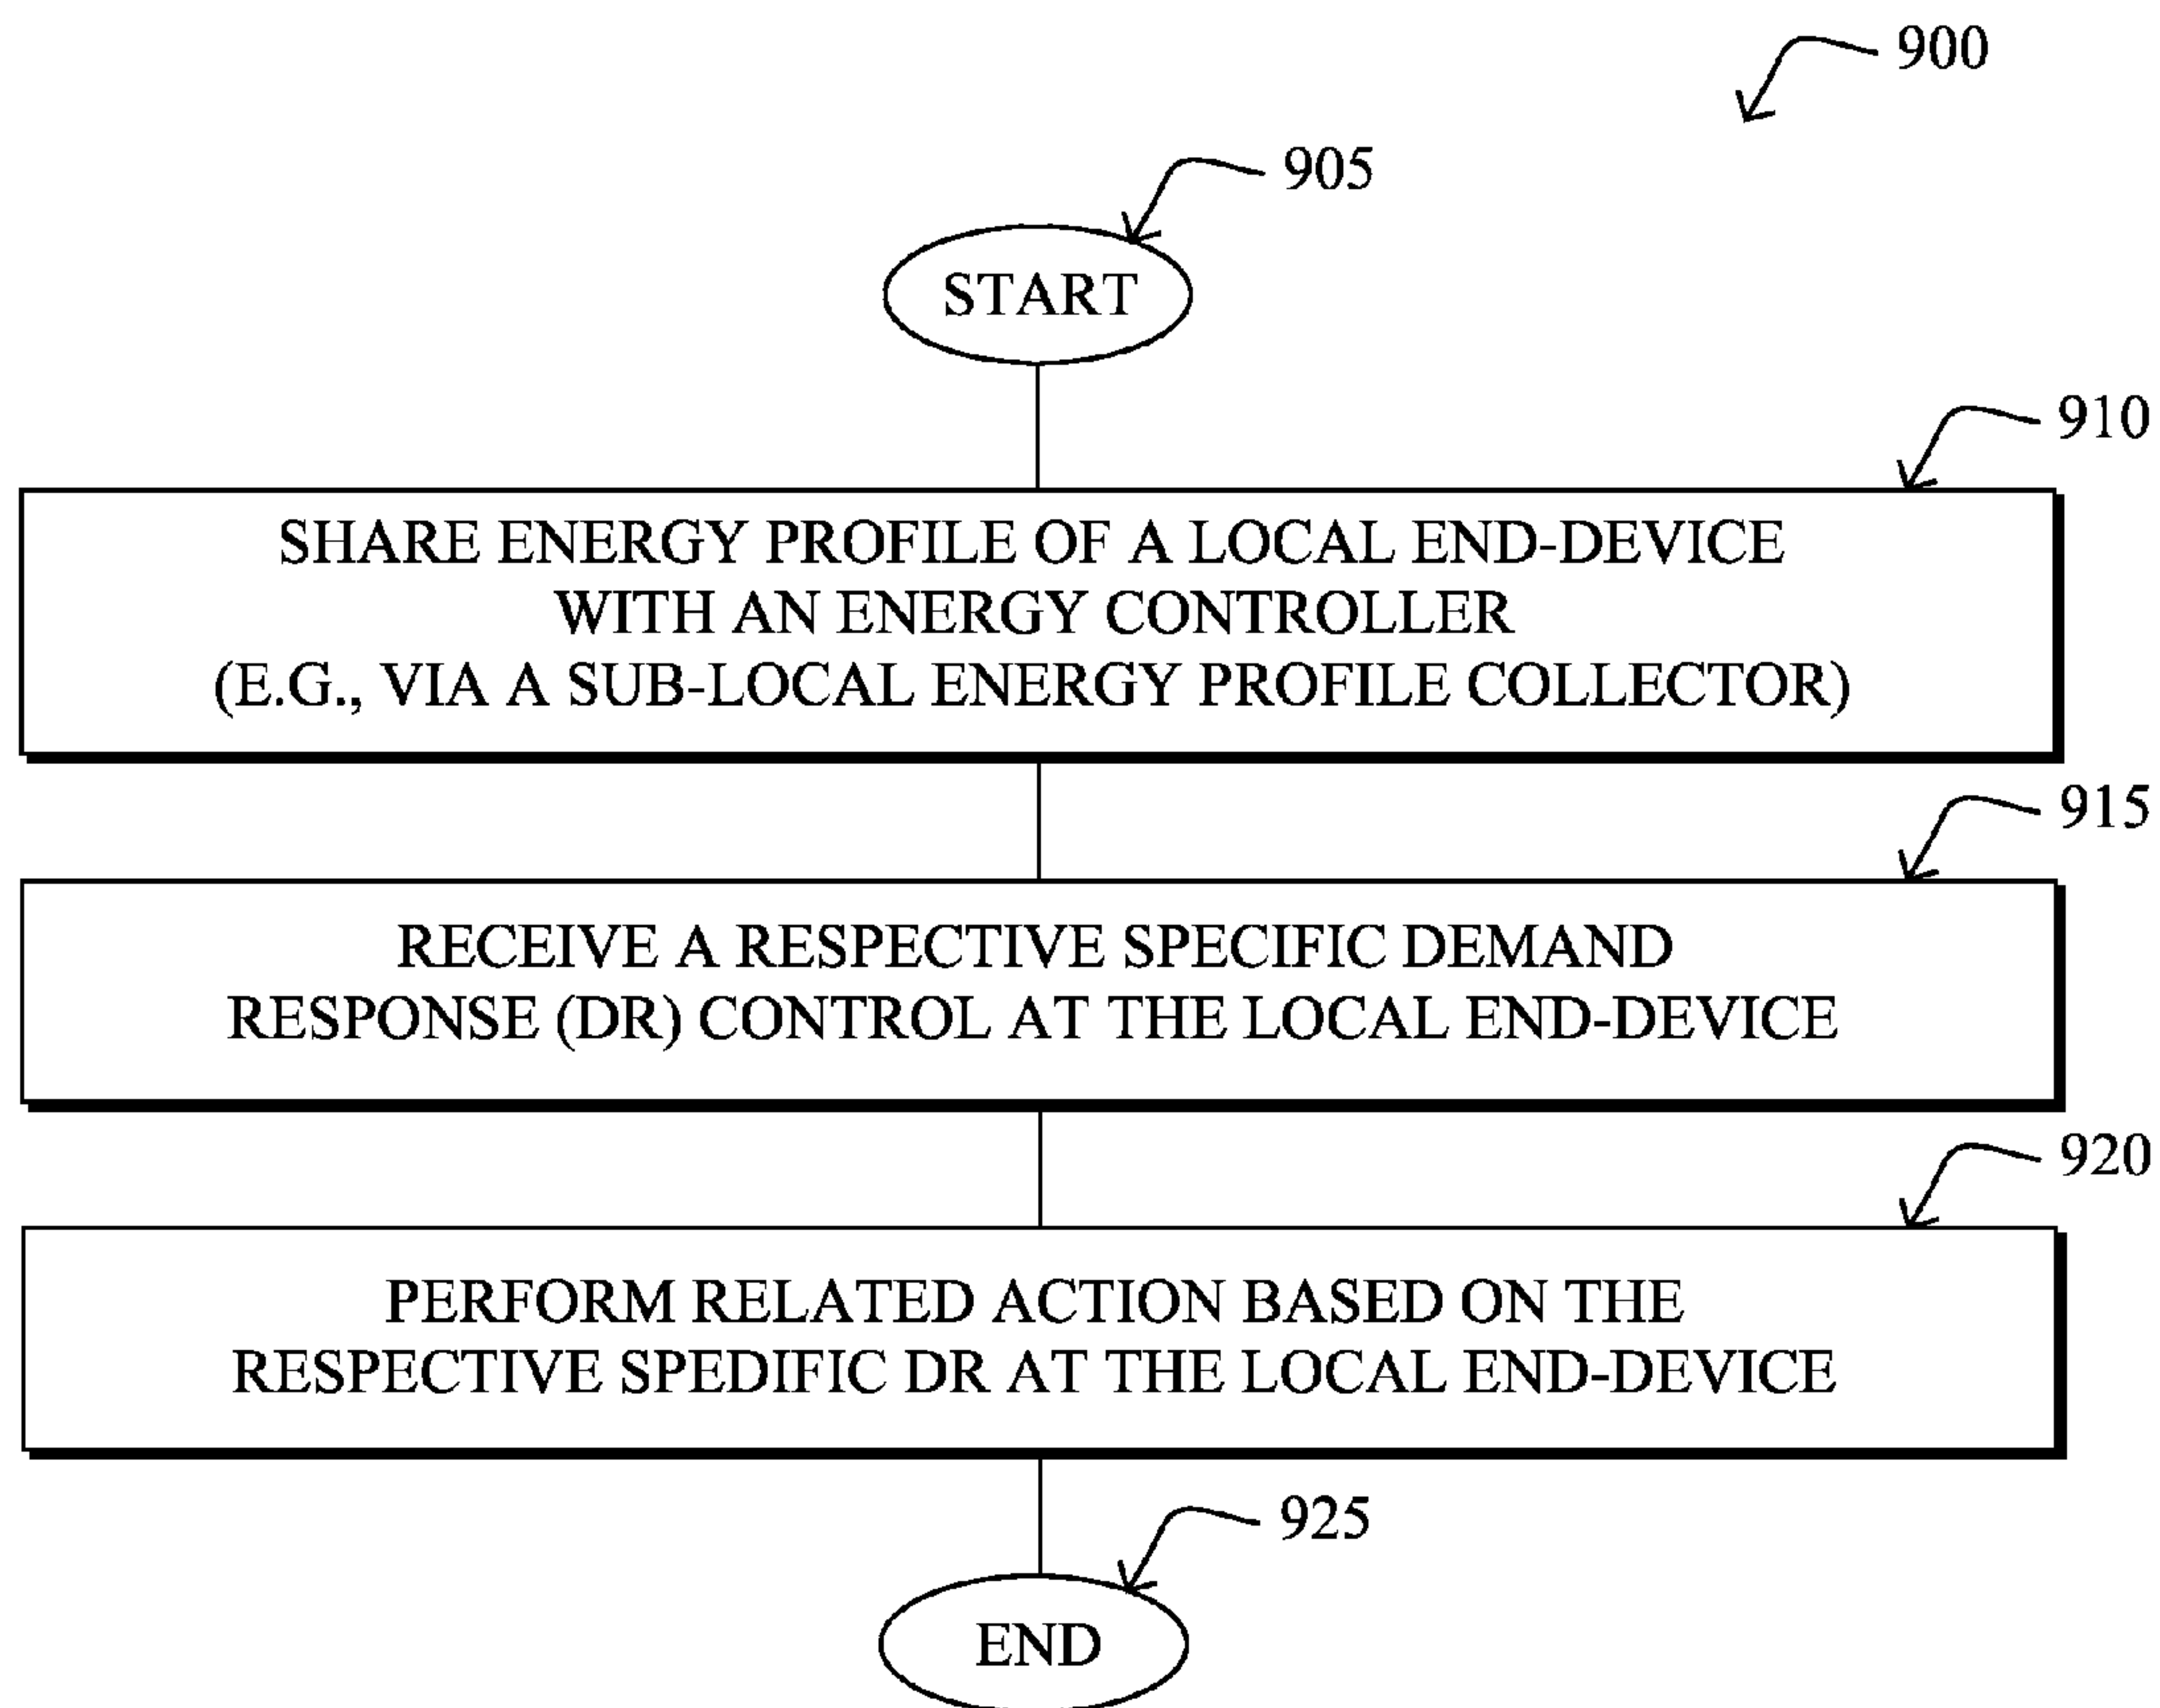 900
905
START
910
SHARE ENERGY PROFILE OF A LOCAL END-DEVICE
WITH AN ENERGY CONTROLLER
(E.G., VIA A SUB-LOCAL ENERGY PROFILE COLLECTOR)
915
RECEIVE A RESPECTIVE SPECIFIC DEMAND
RESPONSE (DR) CONTROL AT THE LOCAL END-DEVICE
920
PERFORM RELATED ACTION BASED ON THE
RESPECTIVE SPEDIFIC DR AT THE LOCAL END-DEVICE
925
END